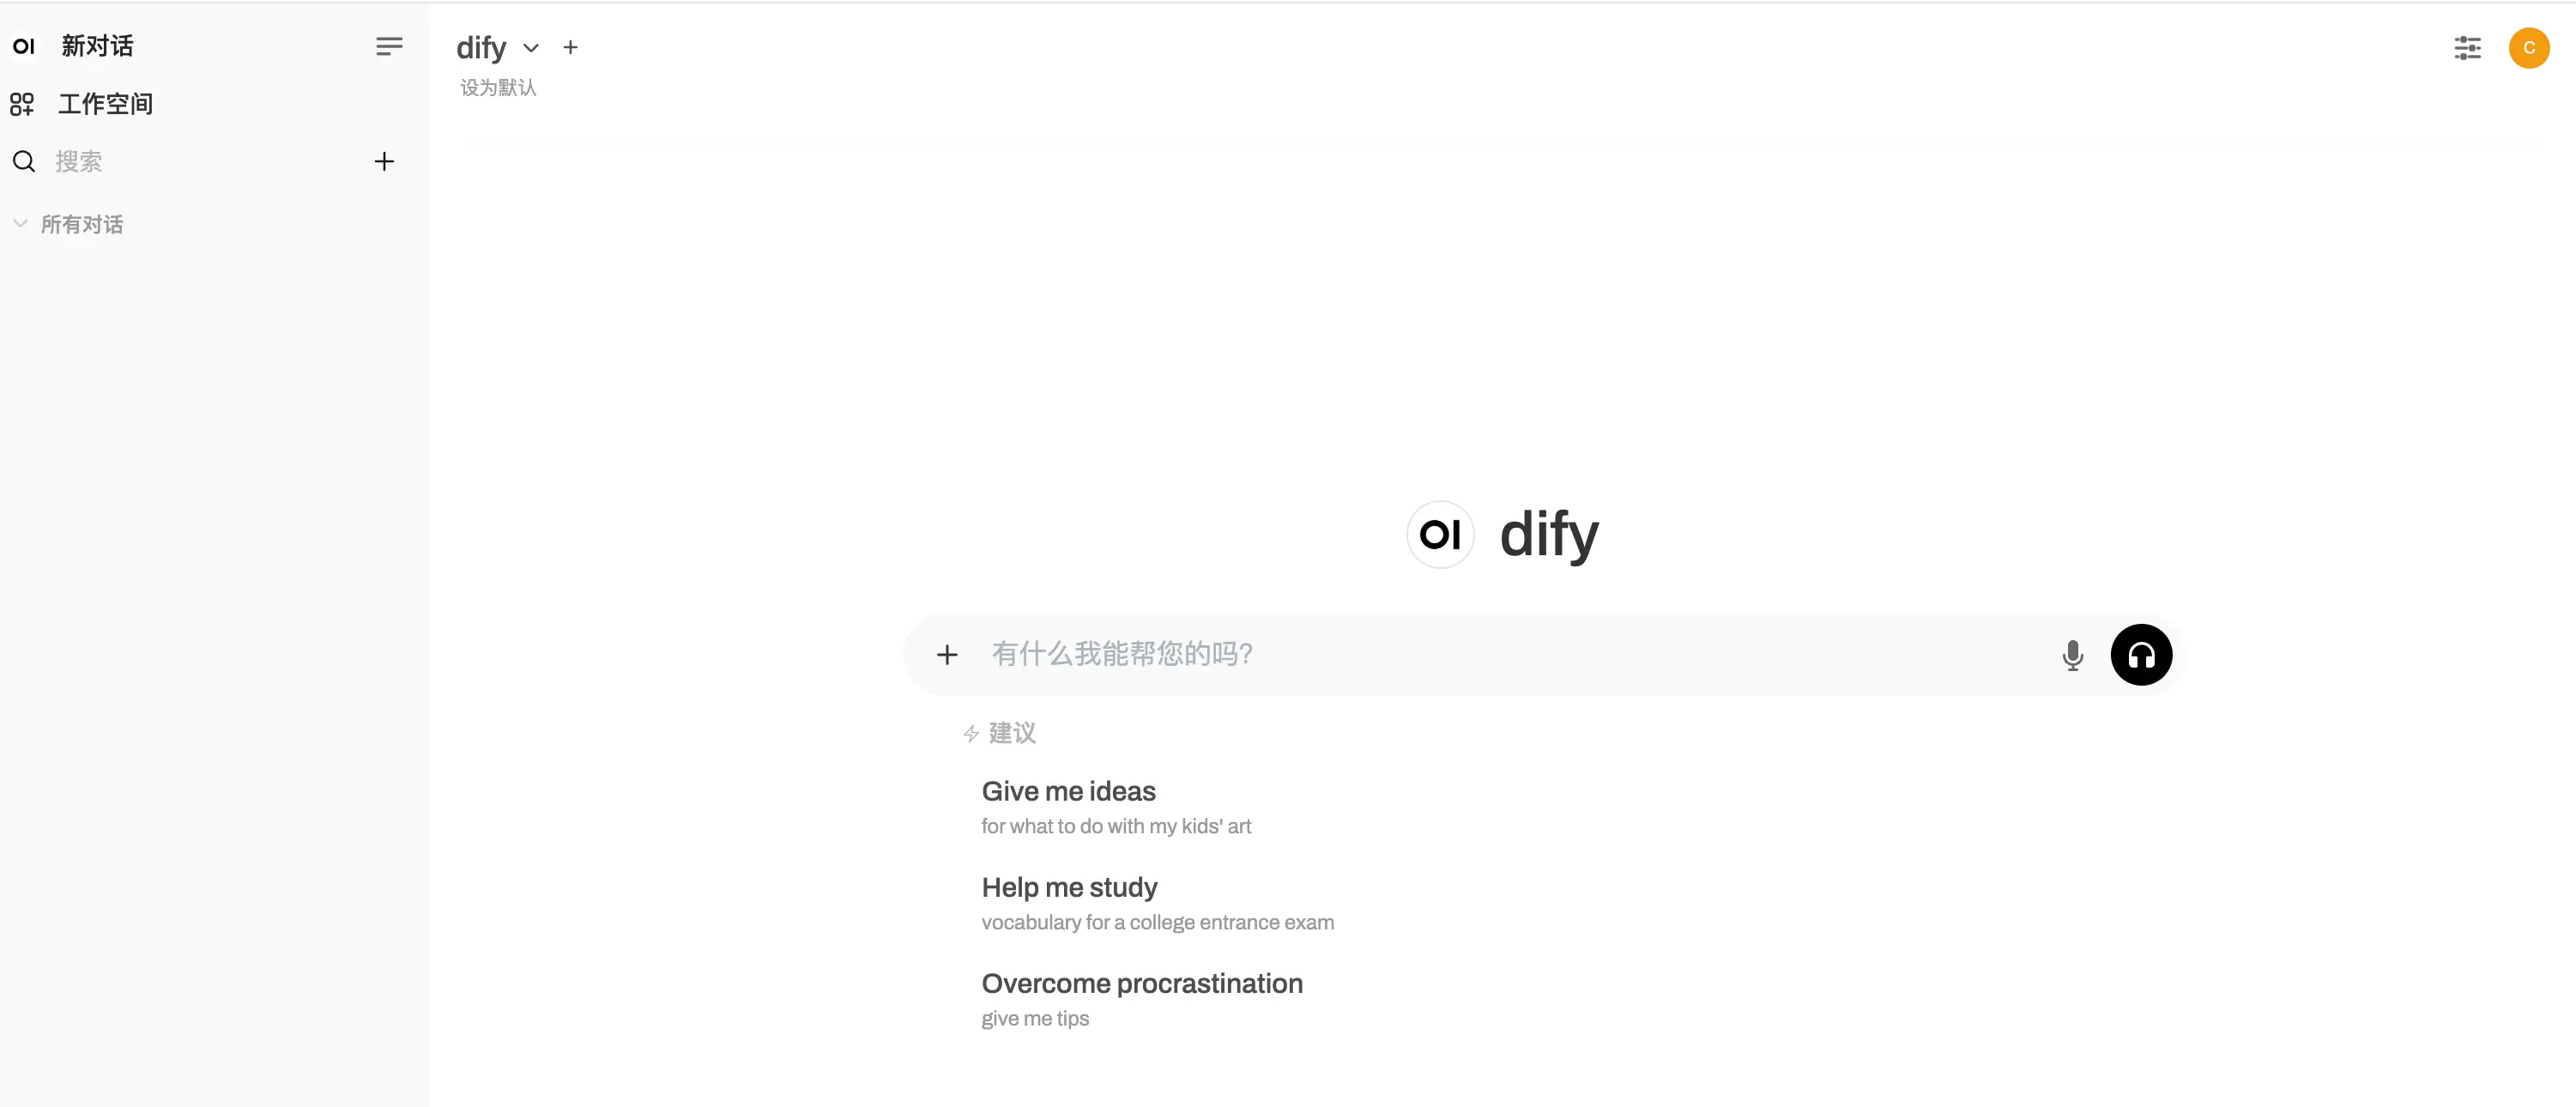 OI 新对话
工作空间
搜索
所有对话
dify
设为默认
C
OI dify
有什么我能帮您的吗?
建议
Give me ideas
for what to do with my kids' art
Help me study
vocabulary for a college entrance exam
Overcome procrastination
give me tips